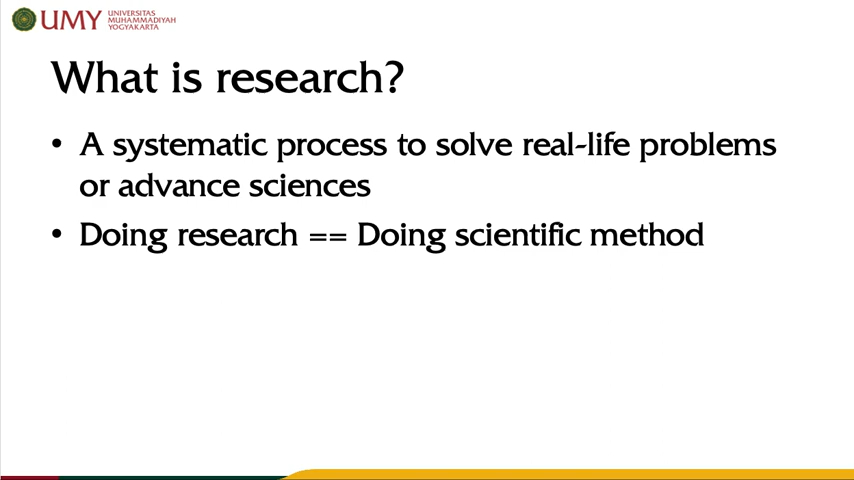 UMY
UNIVERSITAS
MUHAMMADIYAH
YOGYAKARTA
What is research?
• A systematic process to solve real-life problems
or advance sciences
• Doing research == Doing scientific method